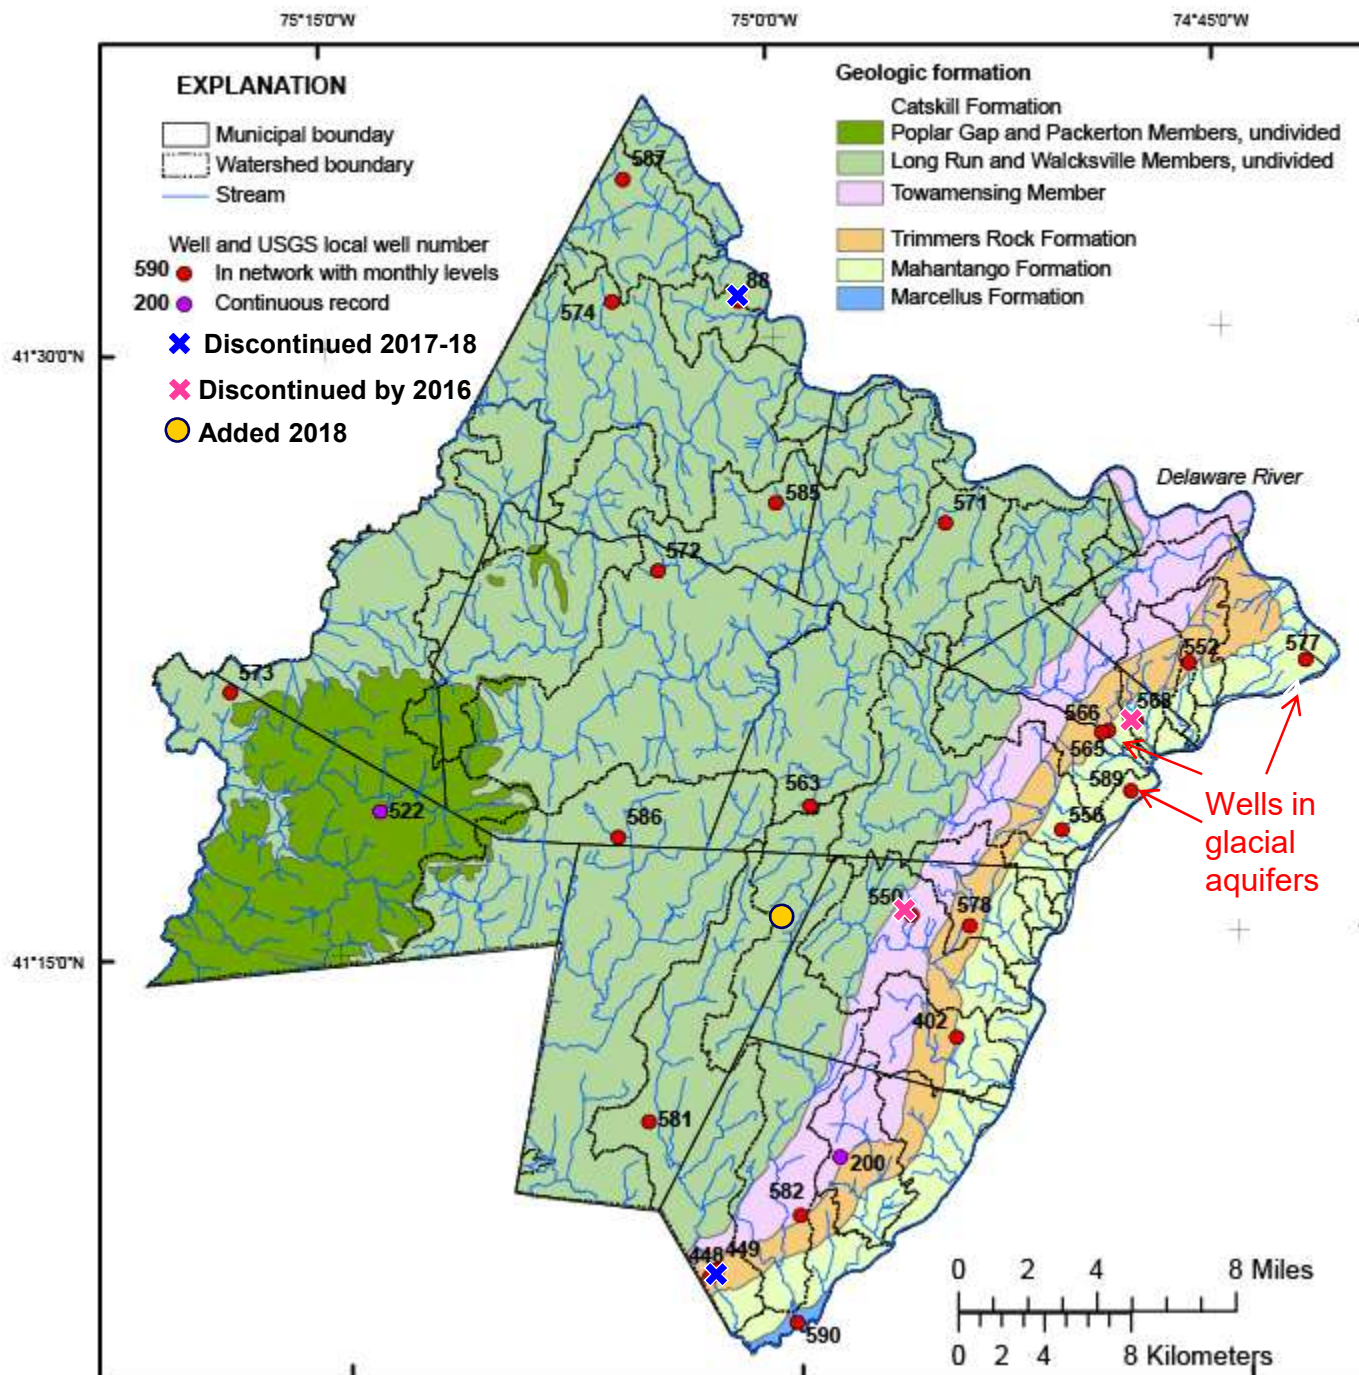 75°15'0"W
75°0'0"W
74°45'0"W
EXPLANATION
Municipal bounday
Watershed boundary
Stream
Well and USGS local well number
590 In network with monthly levels
200 Continuous record
Discontinued 2017-18
Discontinued by 2016
Added 2018
Geologic formation
Catskill Formation
Poplar Gap and Packerton Members, undivided
Long Run and Walcksville Members, undivided
Towamensing Member
Trimmers Rock Formation
Mahantango Formation
Marcellus Formation
587
88
574
41°30'0"N
Delaware River
585
571
572
552
577
573
568
566
565
589
563
522
586
556
Wells in
glacial
aquifers
550
578
41°15'0"N
402
581
200
582
449
448
590
0 2 4 8 Miles
0 2 4 8 Kilometers